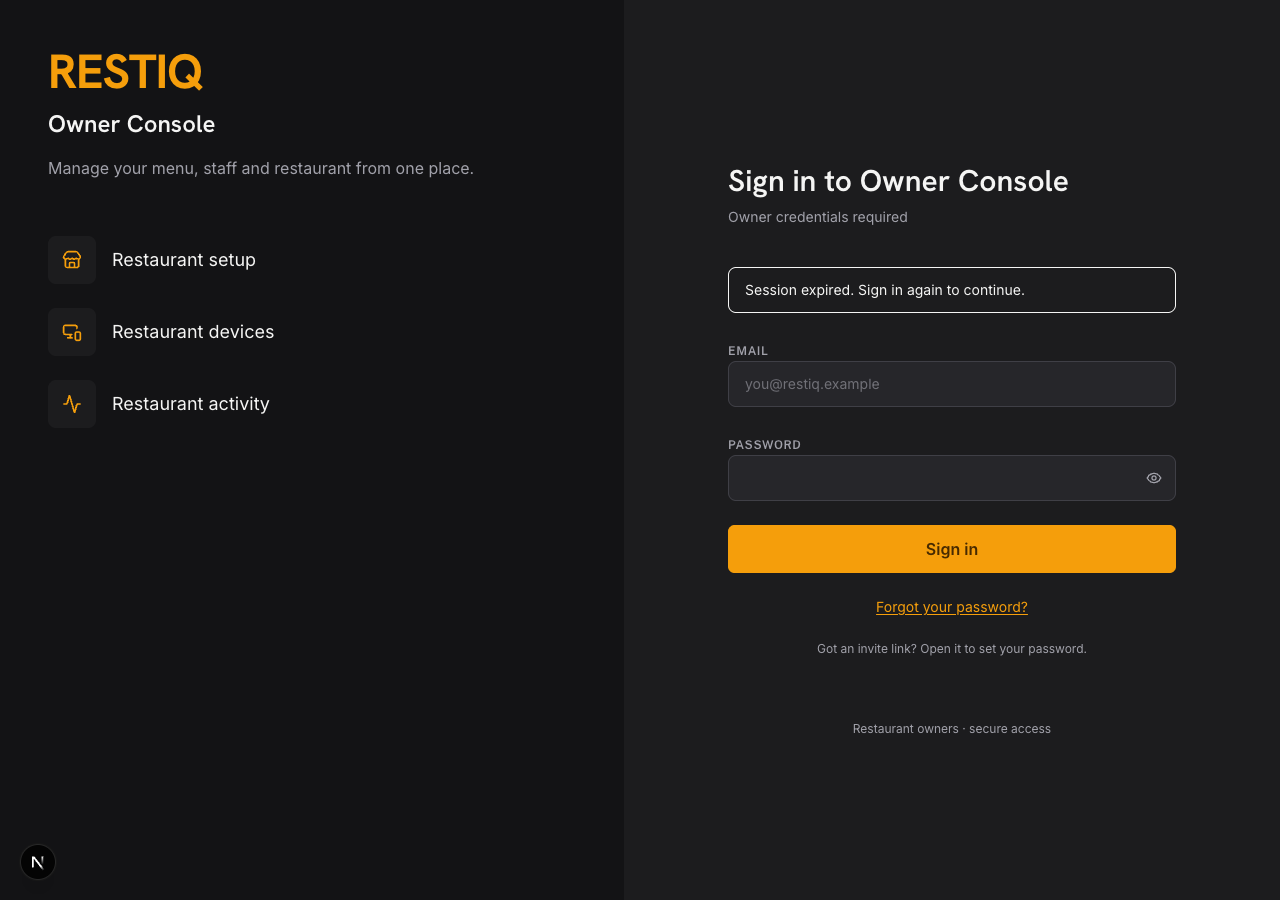 RESTIQ
Owner Console
Manage your menu, staff and restaurant from one place.
Restaurant setup
Restaurant devices
Restaurant activity
Sign in to Owner Console
Owner credentials required
Session expired. Sign in again to continue.
EMAIL
you@restiq.example
PASSWORD
Sign in
Forgot your password?
Got an invite link? Open it to set your password.
Restaurant owners · secure access